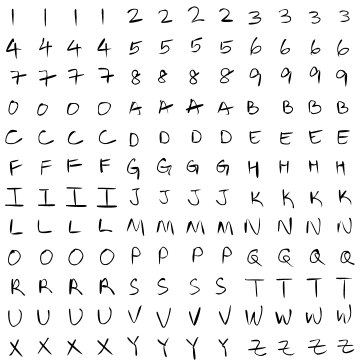 1 1 1 1 2 2 2 2 3 3 3 3
4 4 4 4 5 5 5 5 6 6 6 6
7 7 7 7 8 8 8 8 9 9 9 9
0 0 0 0 A A A A B B B B
C C C C D D D D E E E E
F F F F G G G G H H H H
I I I I J J J J K K K K
L L L L M M M M N N N N
O O O O P P P P Q Q Q Q
R R R R S S S S T T T T
U U U U V V V V W W W W
X X X X Y Y Y Y Z Z Z Z